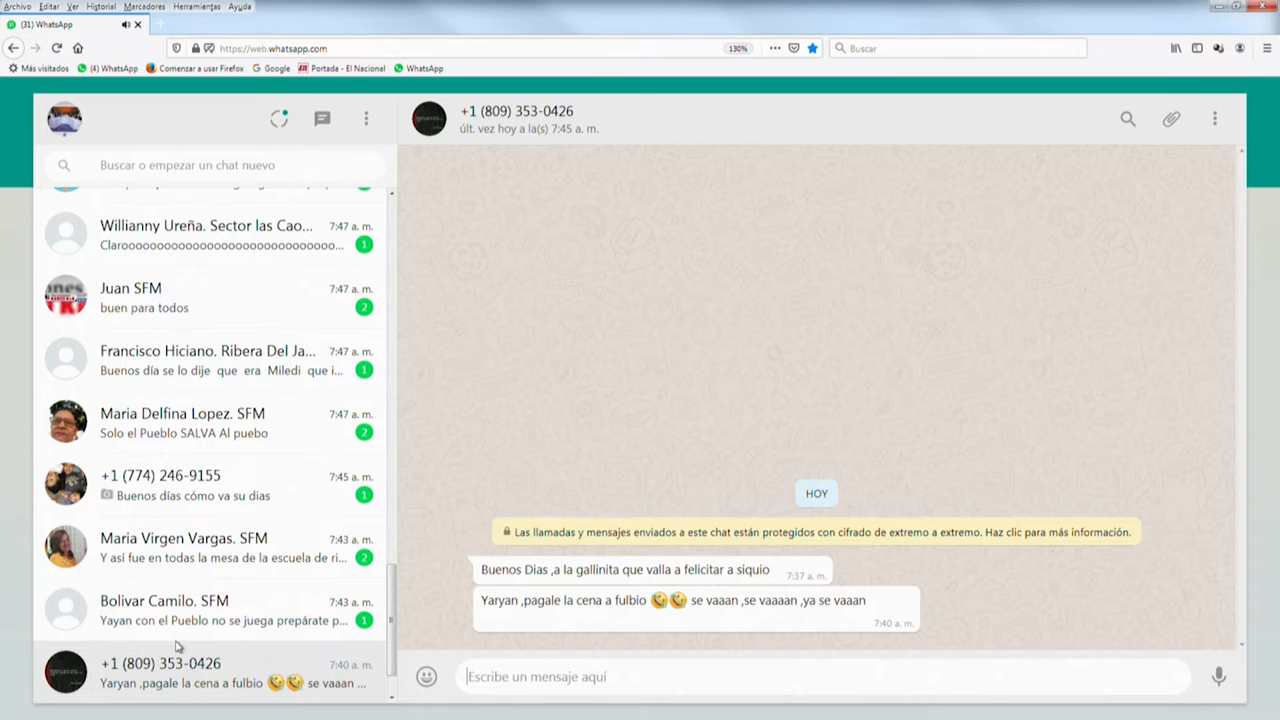 Archivo Editar Ver Historial Marcadores Herramientas Ayuda
(31) WhatsApp
https://web.whatsapp.com
130%
Buscar
Más visitados
(4) WhatsApp
Comenzar a usar Firefox
Google
Portada - El Nacional
WhatsApp
+1 (809) 353-0426
últ. vez hoy a la(s) 7:45 a. m.
Buscar o empezar un chat nuevo
Willianny Ureña. Sector las Cao... 7:47 a. m.
Clarooooooooooooooooooooooooooooo... 1
Juan SFM 7:47 a. m.
buen para todos 2
Francisco Hiciano. Ribera Del Ja... 7:47 a. m.
Buenos día se lo dije que era Miledi que i... 1
Maria Delfina Lopez. SFM 7:47 a. m.
Solo el Pueblo SALVA Al puebo 2
+1 (774) 246-9155 7:45 a. m.
Buenos días cómo va su dias 1
Maria Virgen Vargas. SFM 7:43 a. m.
Y así fue en todas la mesa de la escuela de ri... 2
Bolivar Camilo. SFM 7:43 a. m.
Yayan con el Pueblo no se juega prepárate p... 1
+1 (809) 353-0426 7:40 a. m.
Yaryan ,pagale la cena a fulbio 🤣🤣 se vaaan ...
HOY
Las llamadas y mensajes enviados a este chat están protegidos con cifrado de extremo a extremo. Haz clic para más información.
Buenos Dias ,a la gallinita que valla a felicitar a siquio 7:37 a. m.
Yaryan ,pagale la cena a fulbio 🤣🤣 se vaaan ,se vaaaan ,ya se vaaan
7:40 a. m.
Escribe un mensaje aquí